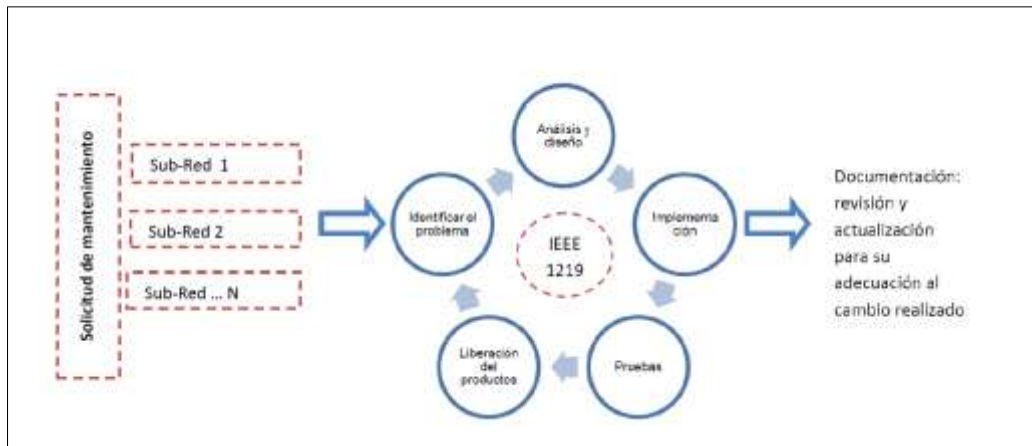 Solicitud de mantenimiento
Sub-Red 1
Sub-Red 2
Sub-Red ... N
Identificar el
problema
Análisis y
diseño
Implementa
ción
Pruebas
Liberación
del
productos
IEEE
1219
Documentación:
revisión y
actualización
para su
adecuación al
cambio realizado